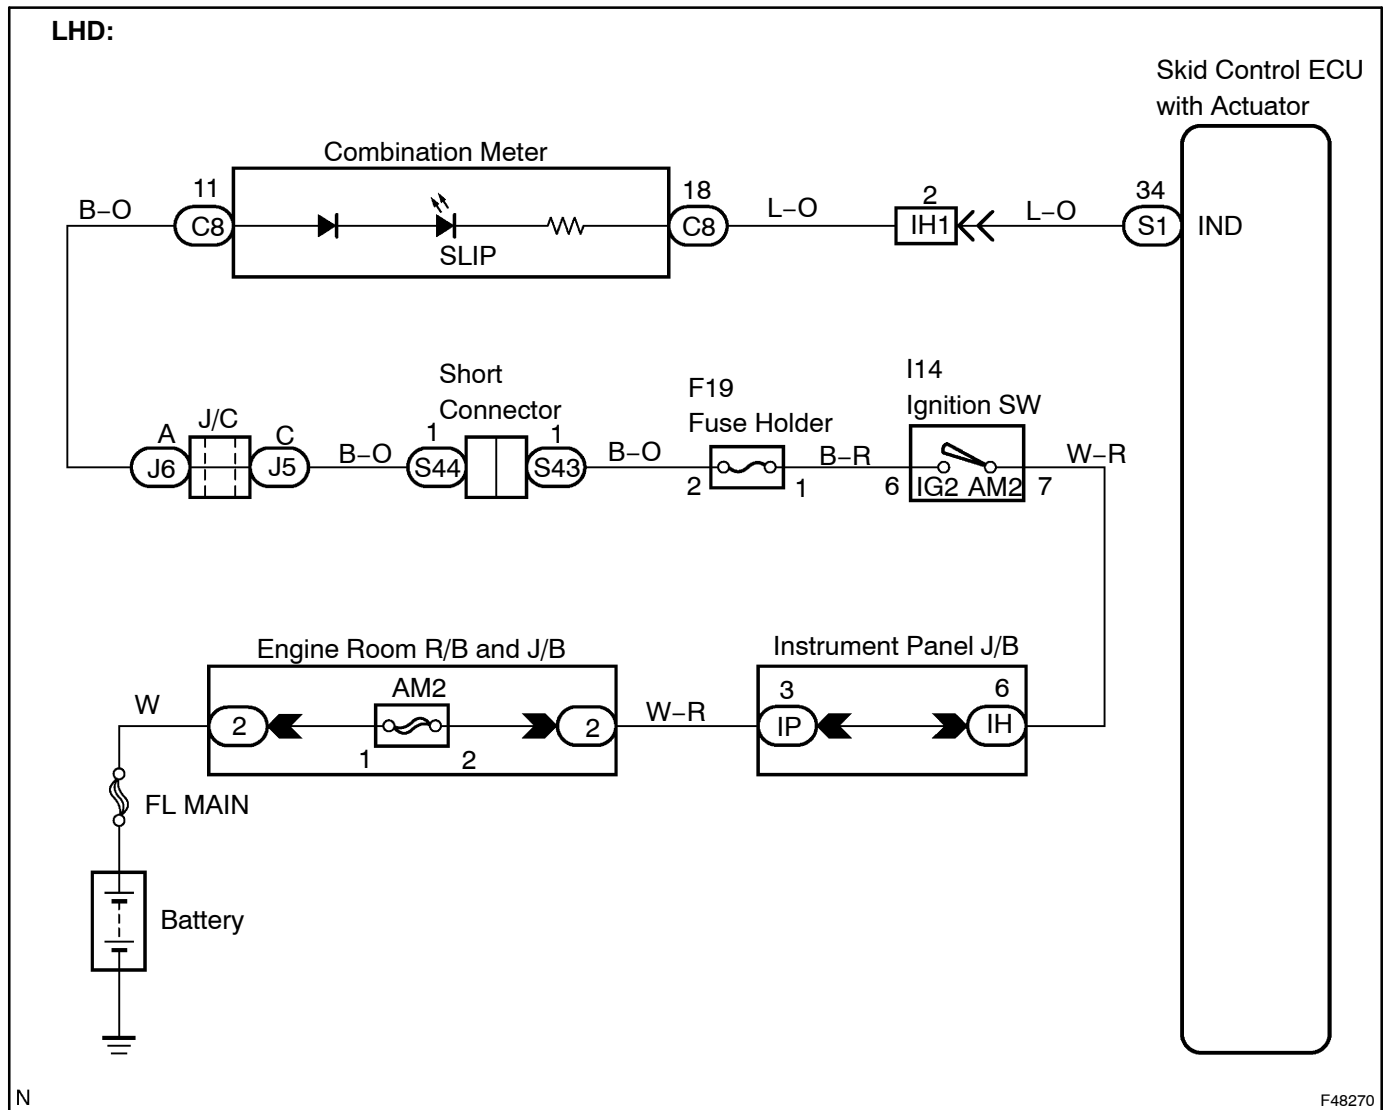 LHD:
Skid Control ECU
with Actuator
Combination Meter
11
18
2
34
B–O
C8
C8
L–O
IH1
L–O
S1
IND
SLIP
Short
Connector
F19
Fuse Holder
I14
Ignition SW
A
J/C
C
1
1
J6
J5
B–O
S44
S43
B–O
2
1
B–R
6
IG2
AM2
7
W–R
Engine Room R/B and J/B
Instrument Panel J/B
W
AM2
3
6
2
2
W–R
IP
IH
1
2
FL MAIN
Battery
N
F48270